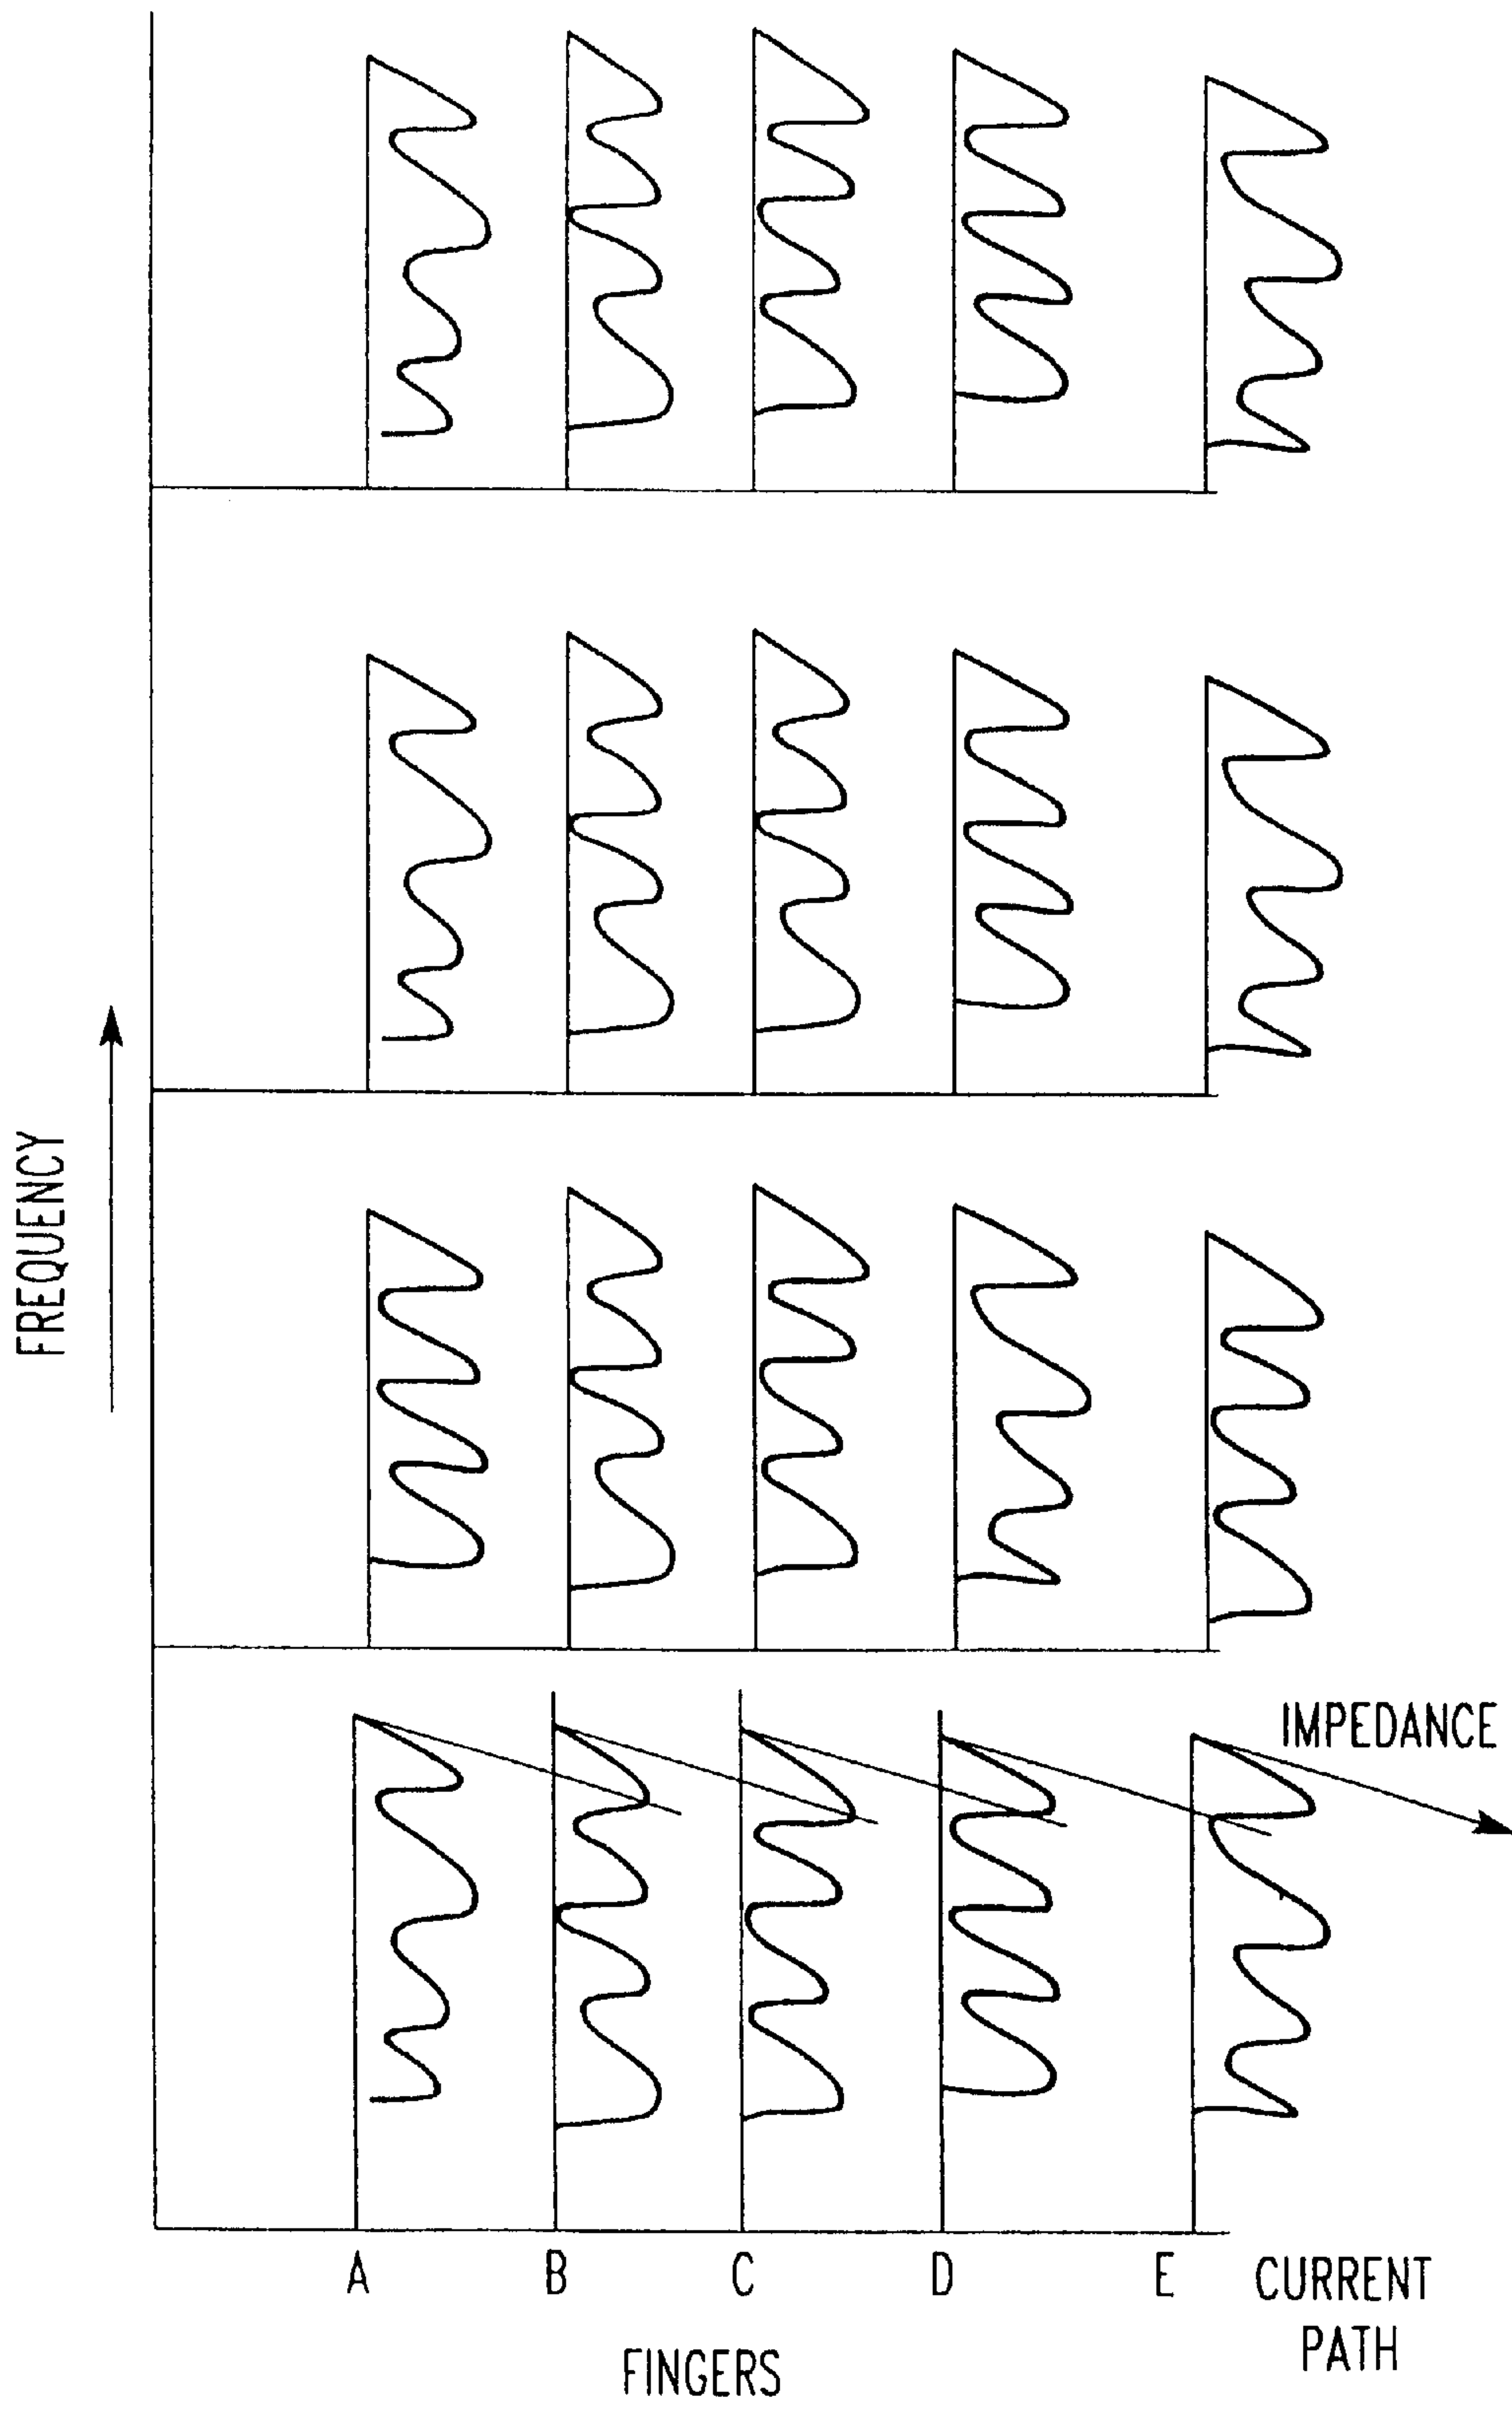 FREQUENCY
IMPEDANCE
A B C D E
CURRENT
PATH
FINGERS